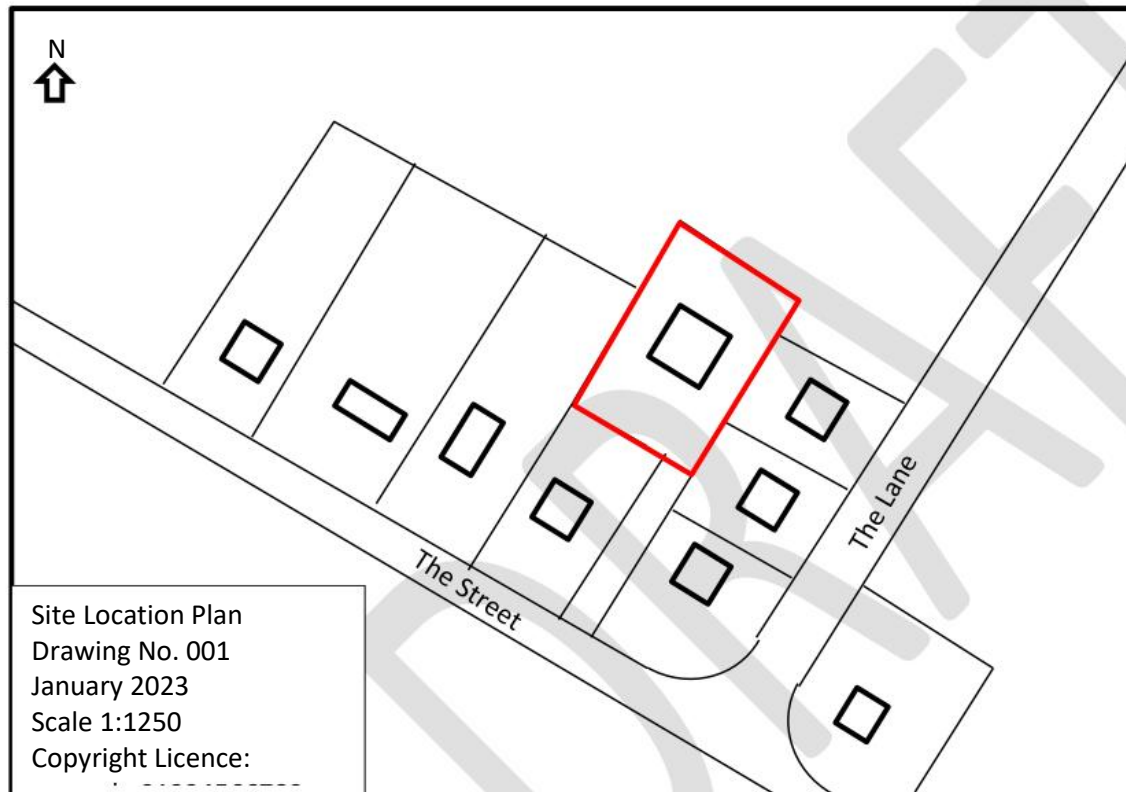 N
The Lane
The Street
Site Location Plan
Drawing No. 001
January 2023
Scale 1:1250
Copyright Licence:
DRAFT